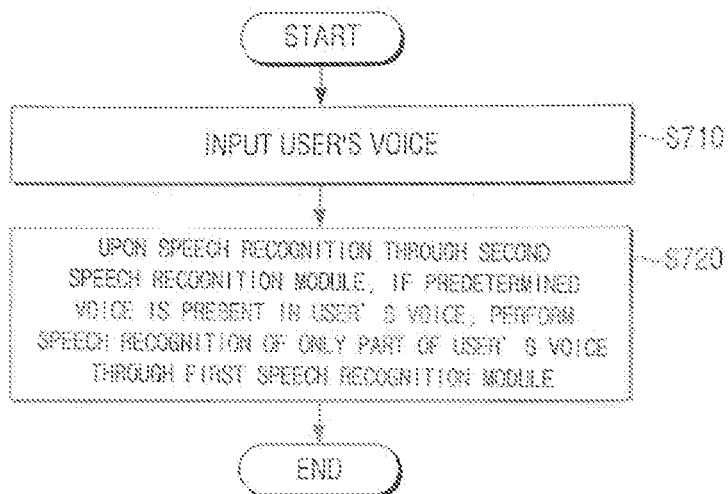 START
INPUT USER'S VOICE
S710
UPON SPEECH RECOGNITION THROUGH SECOND
SPEECH RECOGNITION MODULE, IF PREDETERMINED
VOICE IS PRESENT IN USER'S VOICE, PERFORM
SPEECH RECOGNITION OF ONLY PART OF USER'S VOICE
THROUGH FIRST SPEECH RECOGNITION MODULE
S720
END